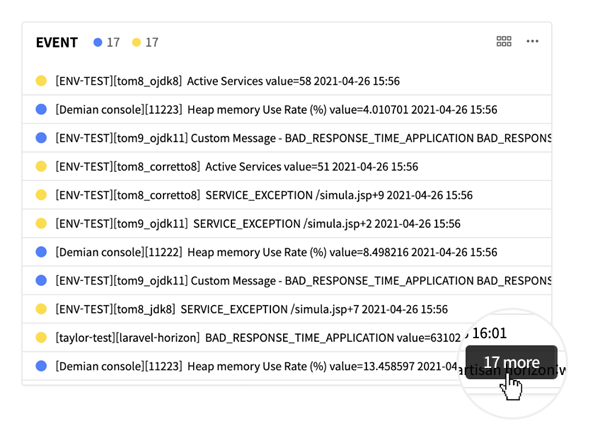 EVENT 17 17
[ENV-TEST][tom8_ojdk8] Active Services value=58 2021-04-26 15:56
[Demian console][11223] Heap memory Use Rate (%) value=4.010701 2021-04-26 15:56
[ENV-TEST][tom9_ojdk11] Custom Message - BAD_RESPONSE_TIME_APPLICATION BAD_RESPONS
[ENV-TEST][tom8_corretto8] Active Services value=51 2021-04-26 15:56
[ENV-TEST][tom8_corretto8] SERVICE_EXCEPTION /simula.jsp+9 2021-04-26 15:56
[ENV-TEST][tom9_ojdk11] SERVICE_EXCEPTION /simula.jsp+2 2021-04-26 15:56
[Demian console][11222] Heap memory Use Rate (%) value=8.498216 2021-04-26 15:56
[ENV-TEST][tom9_ojdk11] Custom Message - BAD_RESPONSE_TIME_APPLICATION BAD_RESPONS
[ENV-TEST][tom8_jdk8] SERVICE_EXCEPTION /simula.jsp+7 2021-04-26 15:56
[taylor-test][laravel-horizon] BAD_RESPONSE_TIME_APPLICATION value=63102
16:01
[Demian console][11223] Heap memory Use Rate (%) value=13.458597 2021-04
17 more
artisan horizon:w